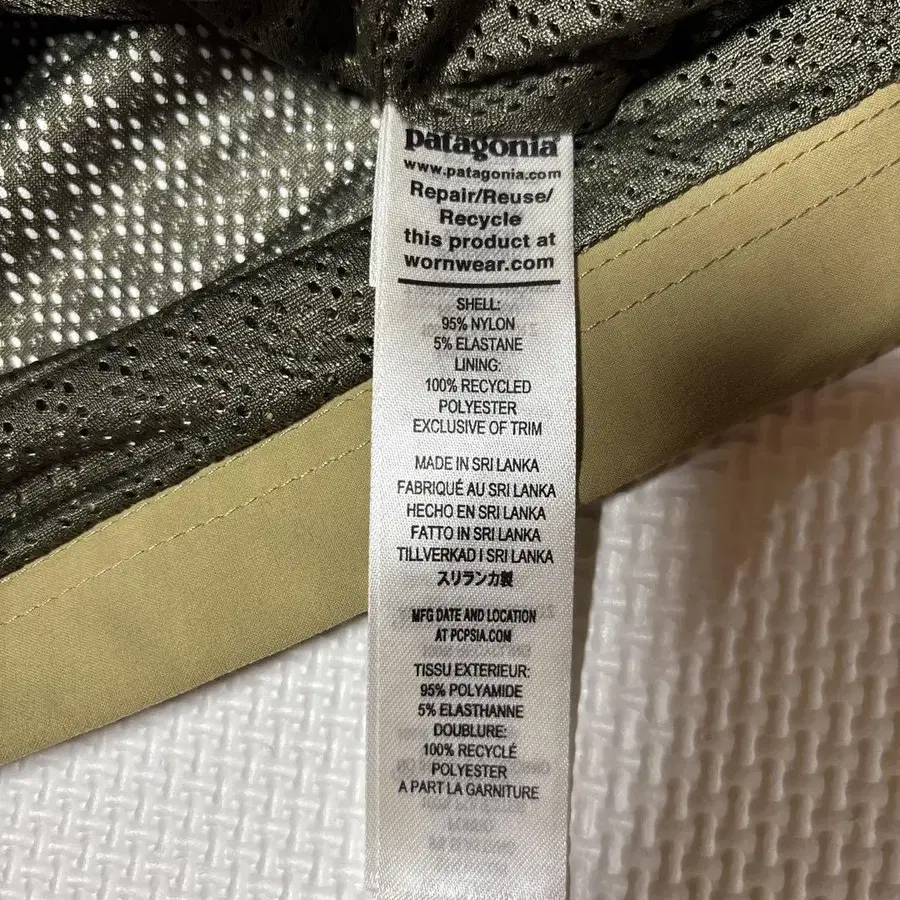 patagonia
www.patagonia.com
Repair/Reuse/
Recycle
this product at
wornwear.com
SHELL:
95% NYLON
5% ELASTANE
LINING:
100% RECYCLED
POLYESTER
EXCLUSIVE OF TRIM
MADE IN SRI LANKA
FABRIQUÉ AU SRI LANKA
HECHO EN SRI LANKA
FATTO IN SRI LANKA
TILLVERKAD I SRI LANKA
スリランカ製
MFG DATE AND LOCATION
AT PCPSIA.COM
TISSU EXTERIEUR:
95% POLYAMIDE
5% ELASTHANNE
DOUBLURE:
100% RECYCLÉ
POLYESTER
A PART LA GARNITURE